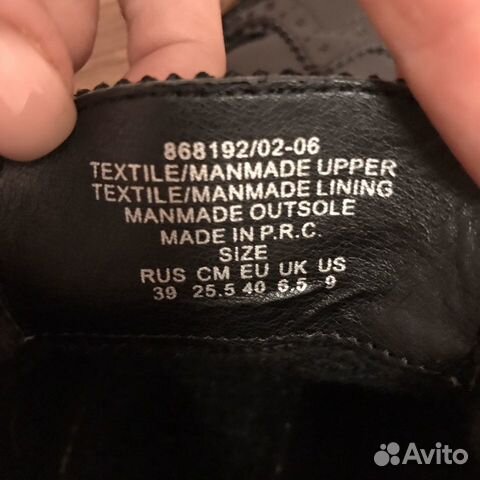 868192/02-06
TEXTILE/MANMADE UPPER
TEXTILE/MANMADE LINING
MANMADE OUTSOLE
MADE IN P.R.C.
SIZE
RUS CM EU UK US
39 25.5 40 6.5 9
Avito